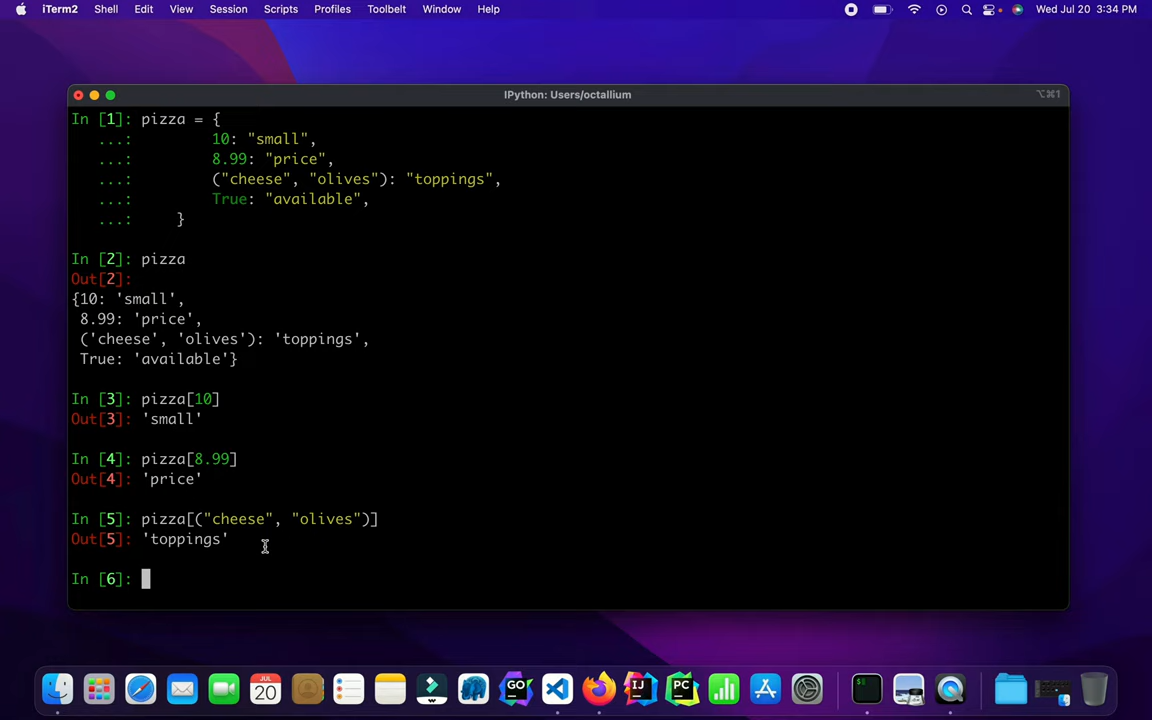 iTerm2 Shell Edit View Session Scripts Profiles Toolbelt Window Help Wed Jul 20 3:34 PM
IPython: Users/octallium ⌥⌘1
In [1]: pizza = {
...: 10: "small",
...: 8.99: "price",
...: ("cheese", "olives"): "toppings",
...: True: "available",
...: }
In [2]: pizza
Out[2]:
{10: 'small',
8.99: 'price',
('cheese', 'olives'): 'toppings',
True: 'available'}
In [3]: pizza[10]
Out[3]: 'small'
In [4]: pizza[8.99]
Out[4]: 'price'
In [5]: pizza[("cheese", "olives")]
Out[5]: 'toppings'
In [6]:
JUL
20
GO
IJ
PC
$